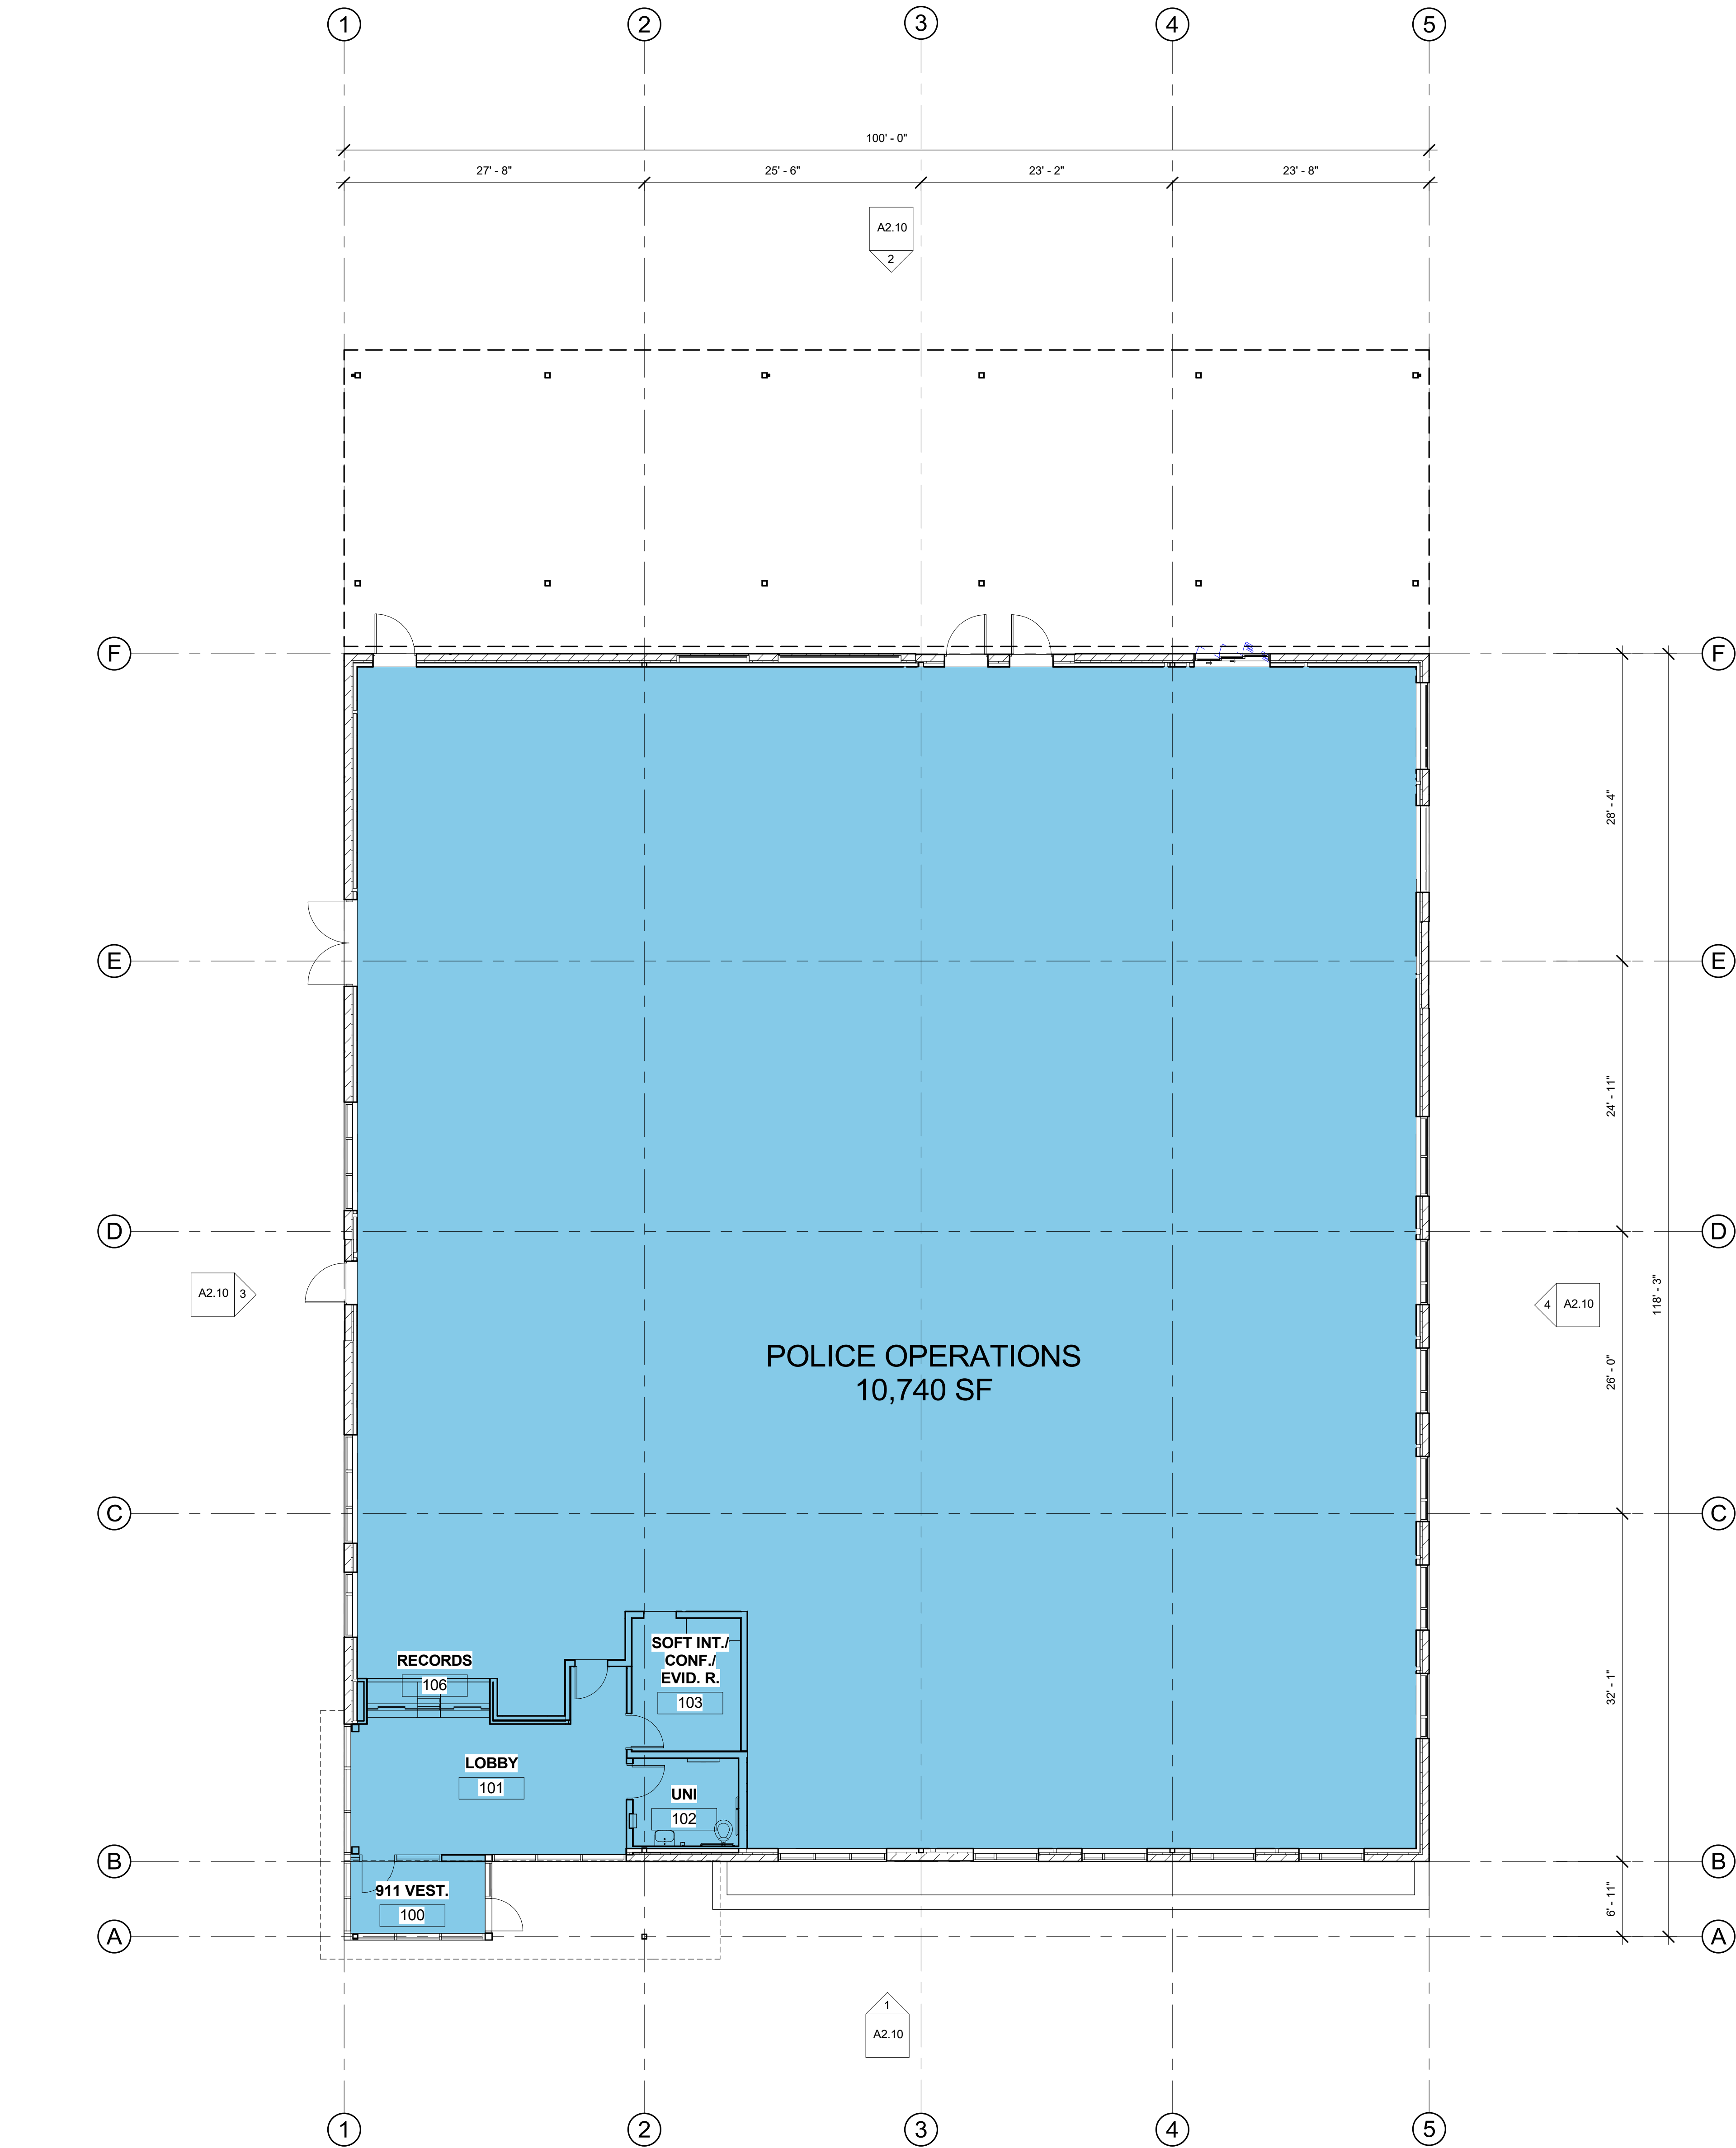 1 2 3 4 5
100' - 0"
27' - 8" 25' - 6" 23' - 2" 23' - 8"
A2.10
2
F F
28' - 4"
E E
24' - 11"
D D
A2.10 3
118' - 3"
4 A2.10
POLICE OPERATIONS
10,740 SF
26' - 0"
C C
SOFT INT./
CONF./
EVID. R.
103
RECORDS
106
32' - 1"
LOBBY
101
UNI
102
B B
911 VEST.
100
6' - 11"
A A
1
A2.10
1 2 3 4 5